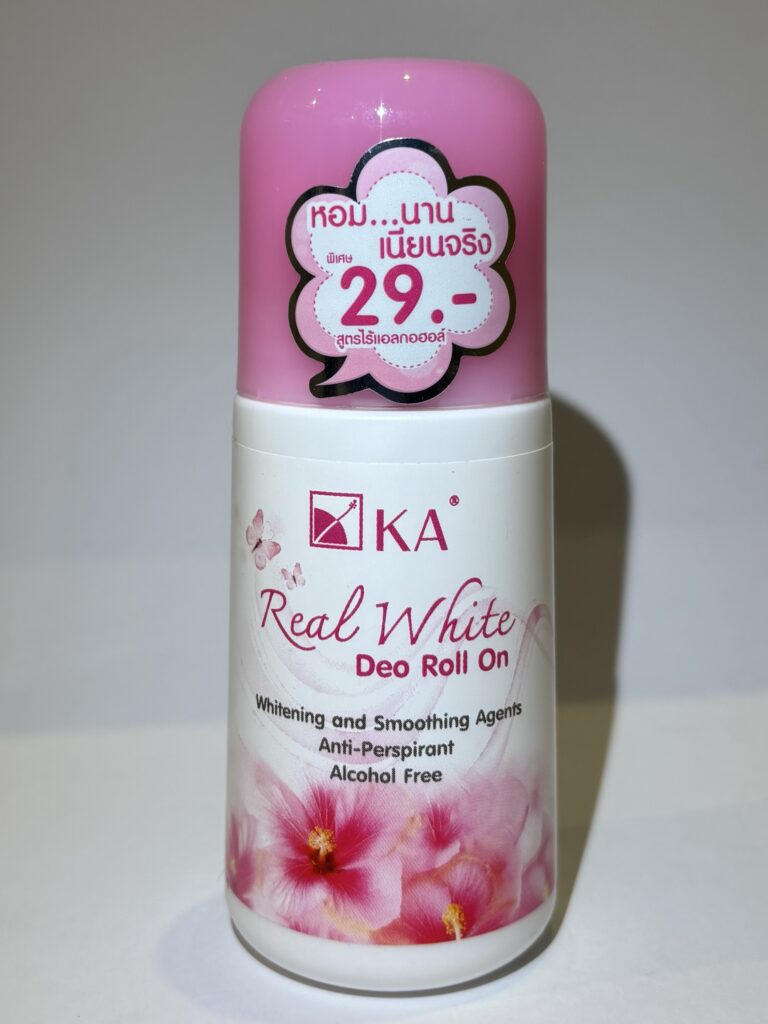 หอม...นาน
เนียนจริง
พิเศษ
29.-
สูตรไร้แอลกอฮอล์
KA®
Real White
Deo Roll On
Whitening and Smoothing Agents
Anti-Perspirant
Alcohol Free